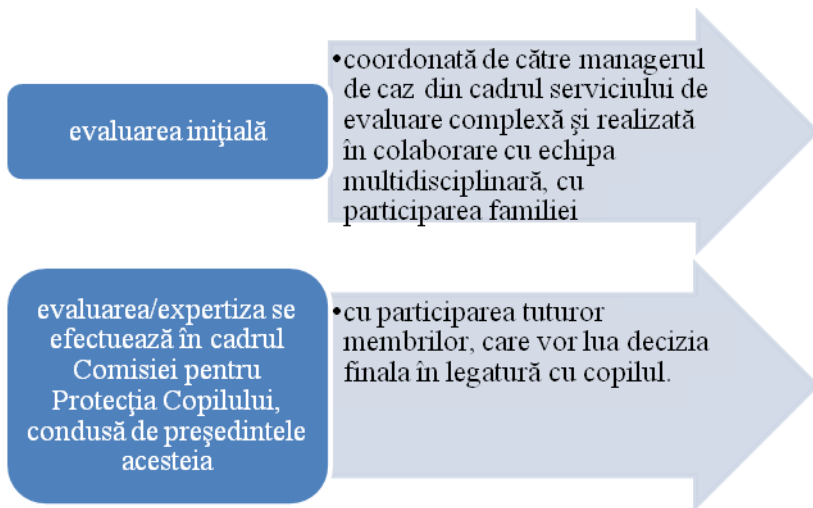 evaluarea iniţială
•coordonată de către managerul
de caz din cadrul serviciului de
evaluare complexă şi realizată
în colaborare cu echipa
multidisciplinară, cu
participarea familiei
evaluarea/expertiza se
efectuează în cadrul
Comisiei pentru
Protecţia Copilului,
condusă de preşedintele
acesteia
•cu participarea tuturor
membrilor, care vor lua decizia
finala în legatură cu copilul.